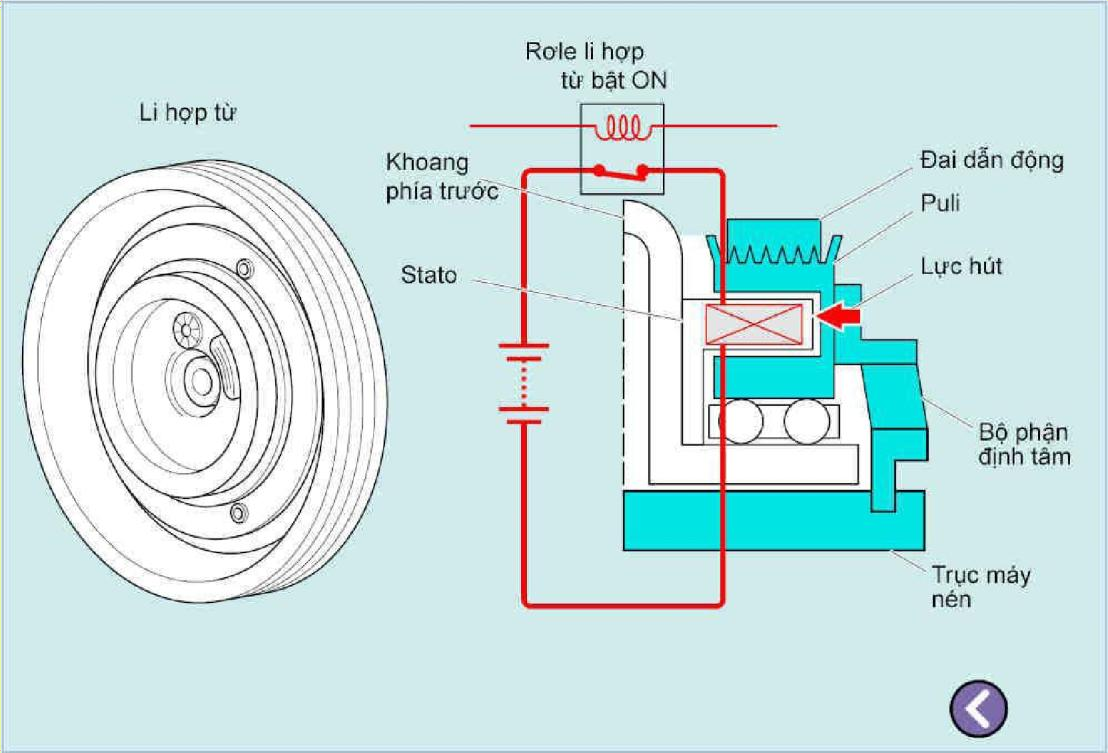 Rơle li hợp
từ bật ON
Li hợp từ
Khoang
phía trước
Đai dẫn động
Puli
Lực hút
Stato
Bộ phận
định tâm
Trục máy
nén